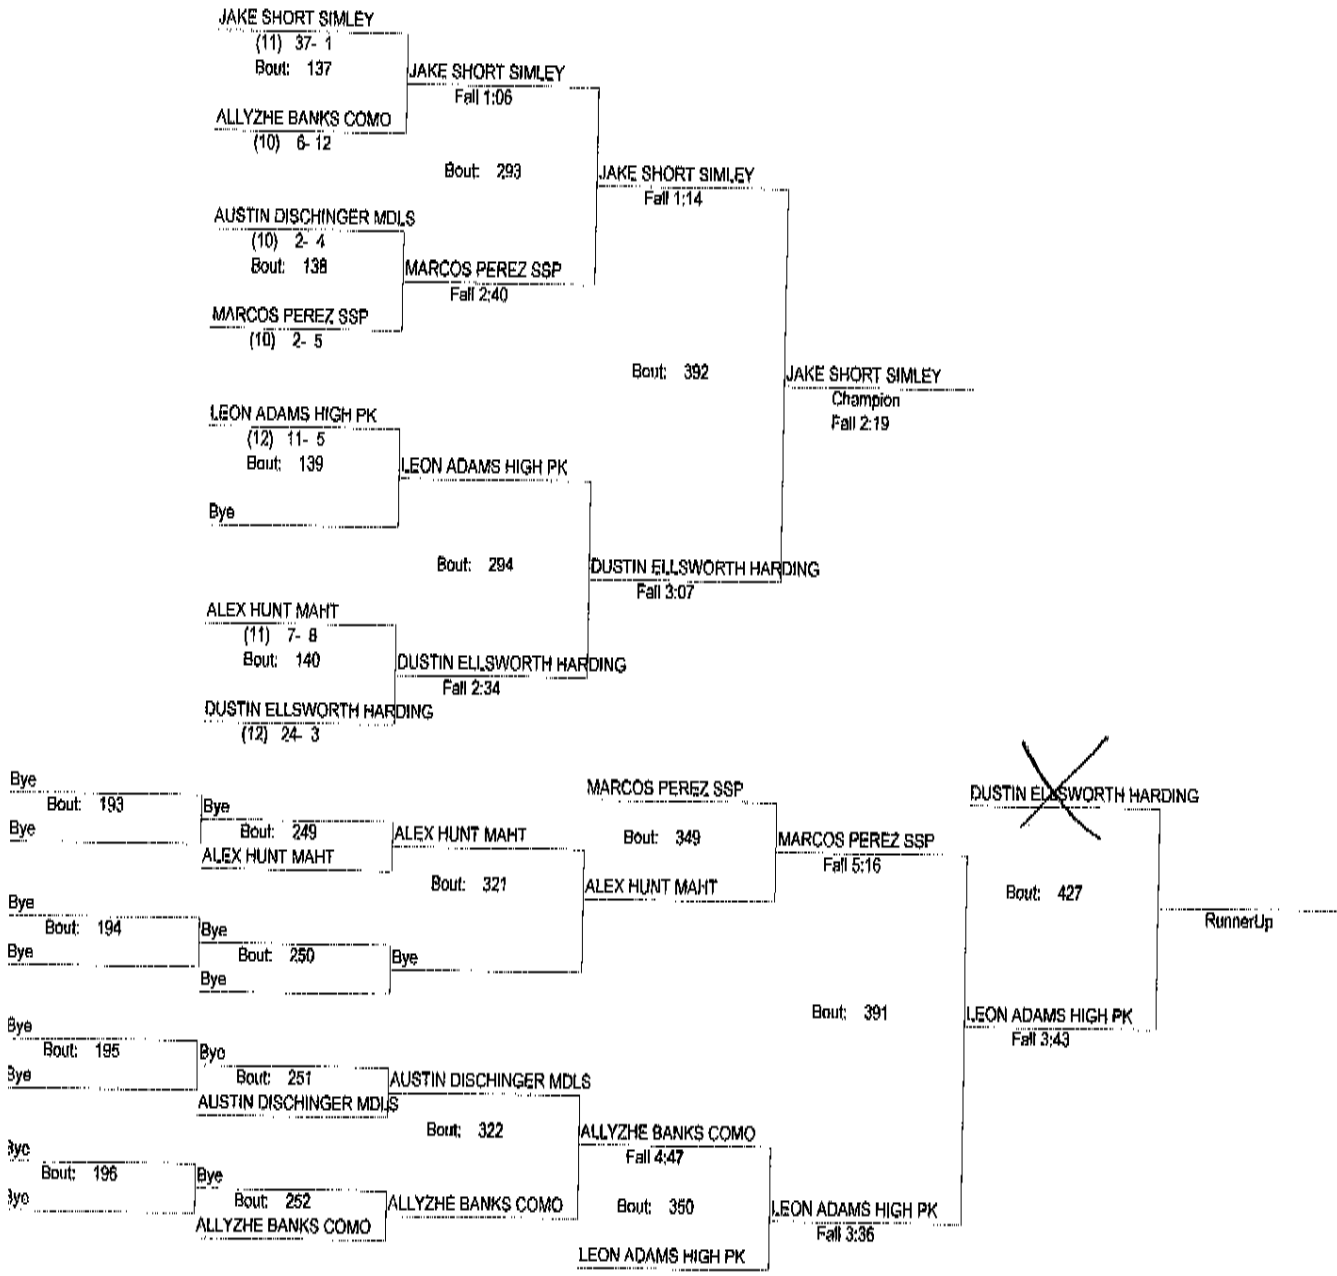 JAKE SHORT SIMLEY
(11) 37- 1
Bout: 137
JAKE SHORT SIMLEY
Fall 1:06
ALLYZHE BANKS COMO
(10) 6- 12
Bout: 293
JAKE SHORT SIMLEY
Fall 1:14
AUSTIN DISCHINGER MDLS
(10) 2- 4
Bout: 138
MARCOS PEREZ SSP
Fall 2:40
MARCOS PEREZ SSP
(10) 2- 5
Bout: 392
JAKE SHORT SIMLEY
Champion
Fall 2:19
LEON ADAMS HIGH PK
(12) 11- 5
Bout: 139
LEON ADAMS HIGH PK
Bye
Bout: 294
DUSTIN ELLSWORTH HARDING
Fall 3:07
ALEX HUNT MAHT
(11) 7- 8
Bout: 140
DUSTIN ELLSWORTH HARDING
Fall 2:34
DUSTIN ELLSWORTH HARDING
(12) 24- 3
Bye
Bout: 193
Bye
Bye
Bout: 249
ALEX HUNT MAHT
ALEX HUNT MAHT
Bout: 321
MARCOS PEREZ SSP
Bout: 349
ALEX HUNT MAHT
MARCOS PEREZ SSP
Fall 5:16
DUSTIN ELLSWORTH HARDING
Bout: 427
RunnerUp
Bye
Bout: 194
Bye
Bye
Bout: 250
Bye
Bye
Bout: 391
LEON ADAMS HIGH PK
Fall 3:43
Bye
Bout: 195
Bye
Bye
Bout: 251
AUSTIN DISCHINGER MDLS
AUSTIN DISCHINGER MDLS
Bout: 322
ALLYZHE BANKS COMO
Fall 4:47
Bye
Bout: 196
Bye
Bye
Bout: 252
ALLYZHE BANKS COMO
ALLYZHE BANKS COMO
Bout: 350
LEON ADAMS HIGH PK
Fall 3:36
LEON ADAMS HIGH PK